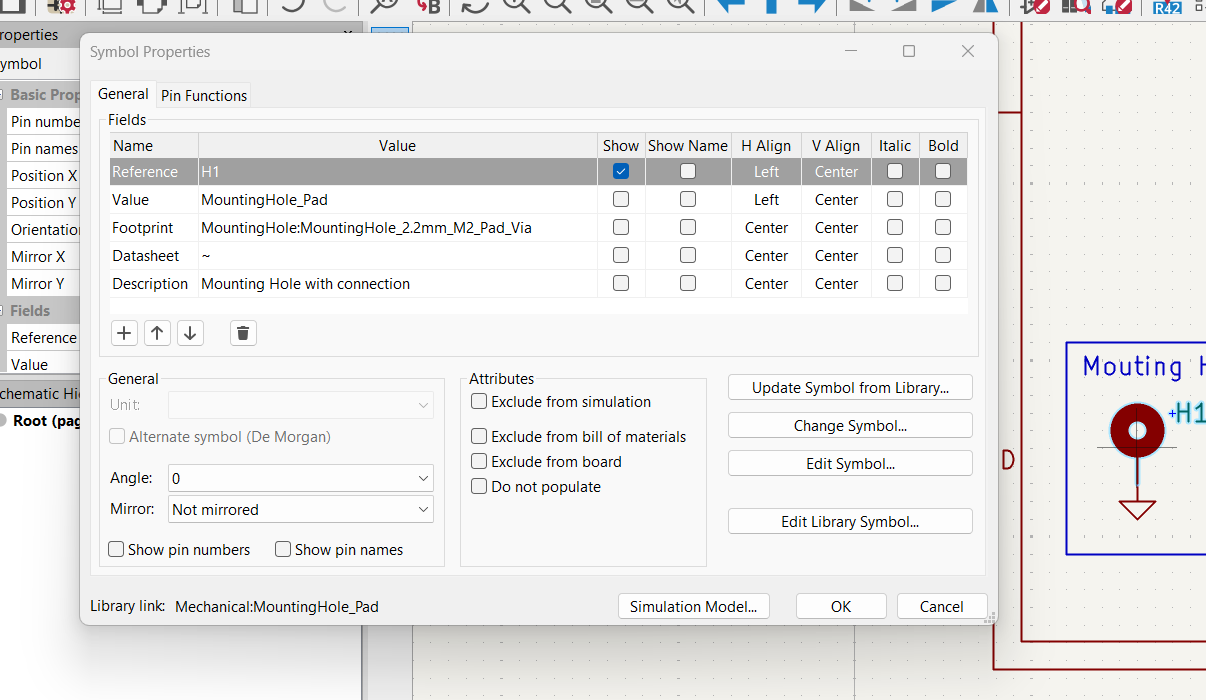 B
R42
roperties
ymbol
Basic Prop
Pin numbe
Pin names
Position X
Position Y
Orientatio
Mirror X
Mirror Y
Fields
Reference
Value
chematic Hi
Root (pag
Symbol Properties
General Pin Functions
Fields
Name Value Show Show Name H Align V Align Italic Bold
Reference H1 Left Center
Value MountingHole_Pad Left Center
Footprint MountingHole:MountingHole_2.2mm_M2_Pad_Via Center Center
Datasheet ~ Center Center
Description Mounting Hole with connection Center Center
General
Unit:
Alternate symbol (De Morgan)
Angle: 0
Mirror: Not mirrored
Show pin numbers Show pin names
Attributes
Exclude from simulation
Exclude from bill of materials
Exclude from board
Do not populate
Update Symbol from Library...
Change Symbol...
Edit Symbol...
Edit Library Symbol...
Library link: Mechanical:MountingHole_Pad
Simulation Model... OK Cancel
D
Mouting H
H1